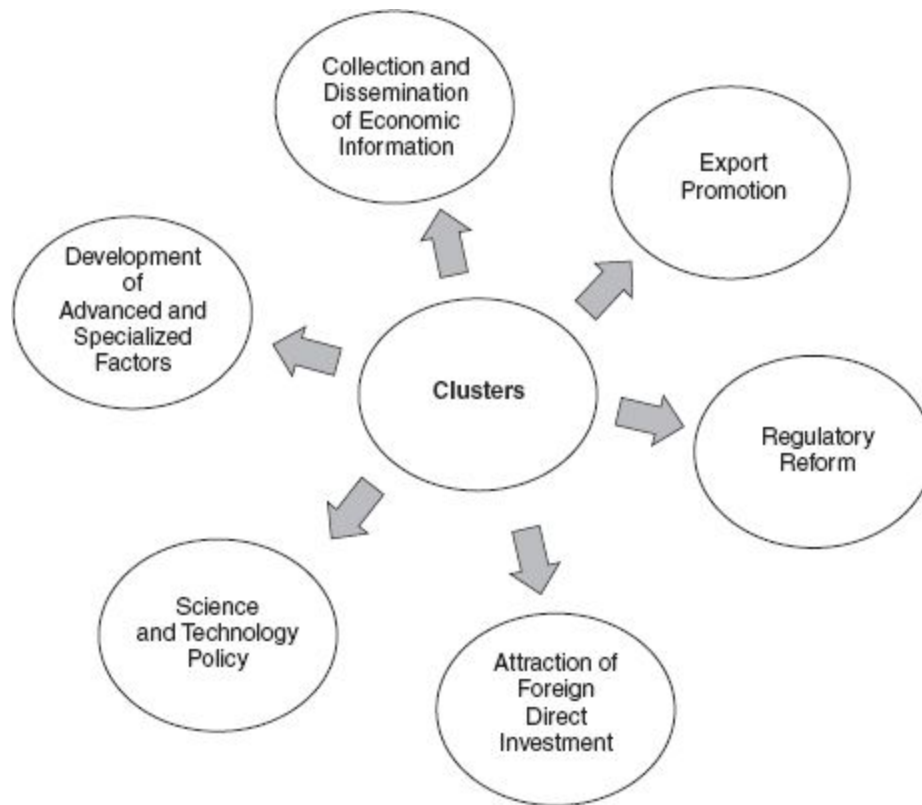 Collection and
Dissemination
of Economic
Information
Export
Promotion
Development
of
Advanced and
Specialized
Factors
Clusters
Regulatory
Reform
Science
and Technology
Policy
Attraction of
Foreign
Direct
Investment